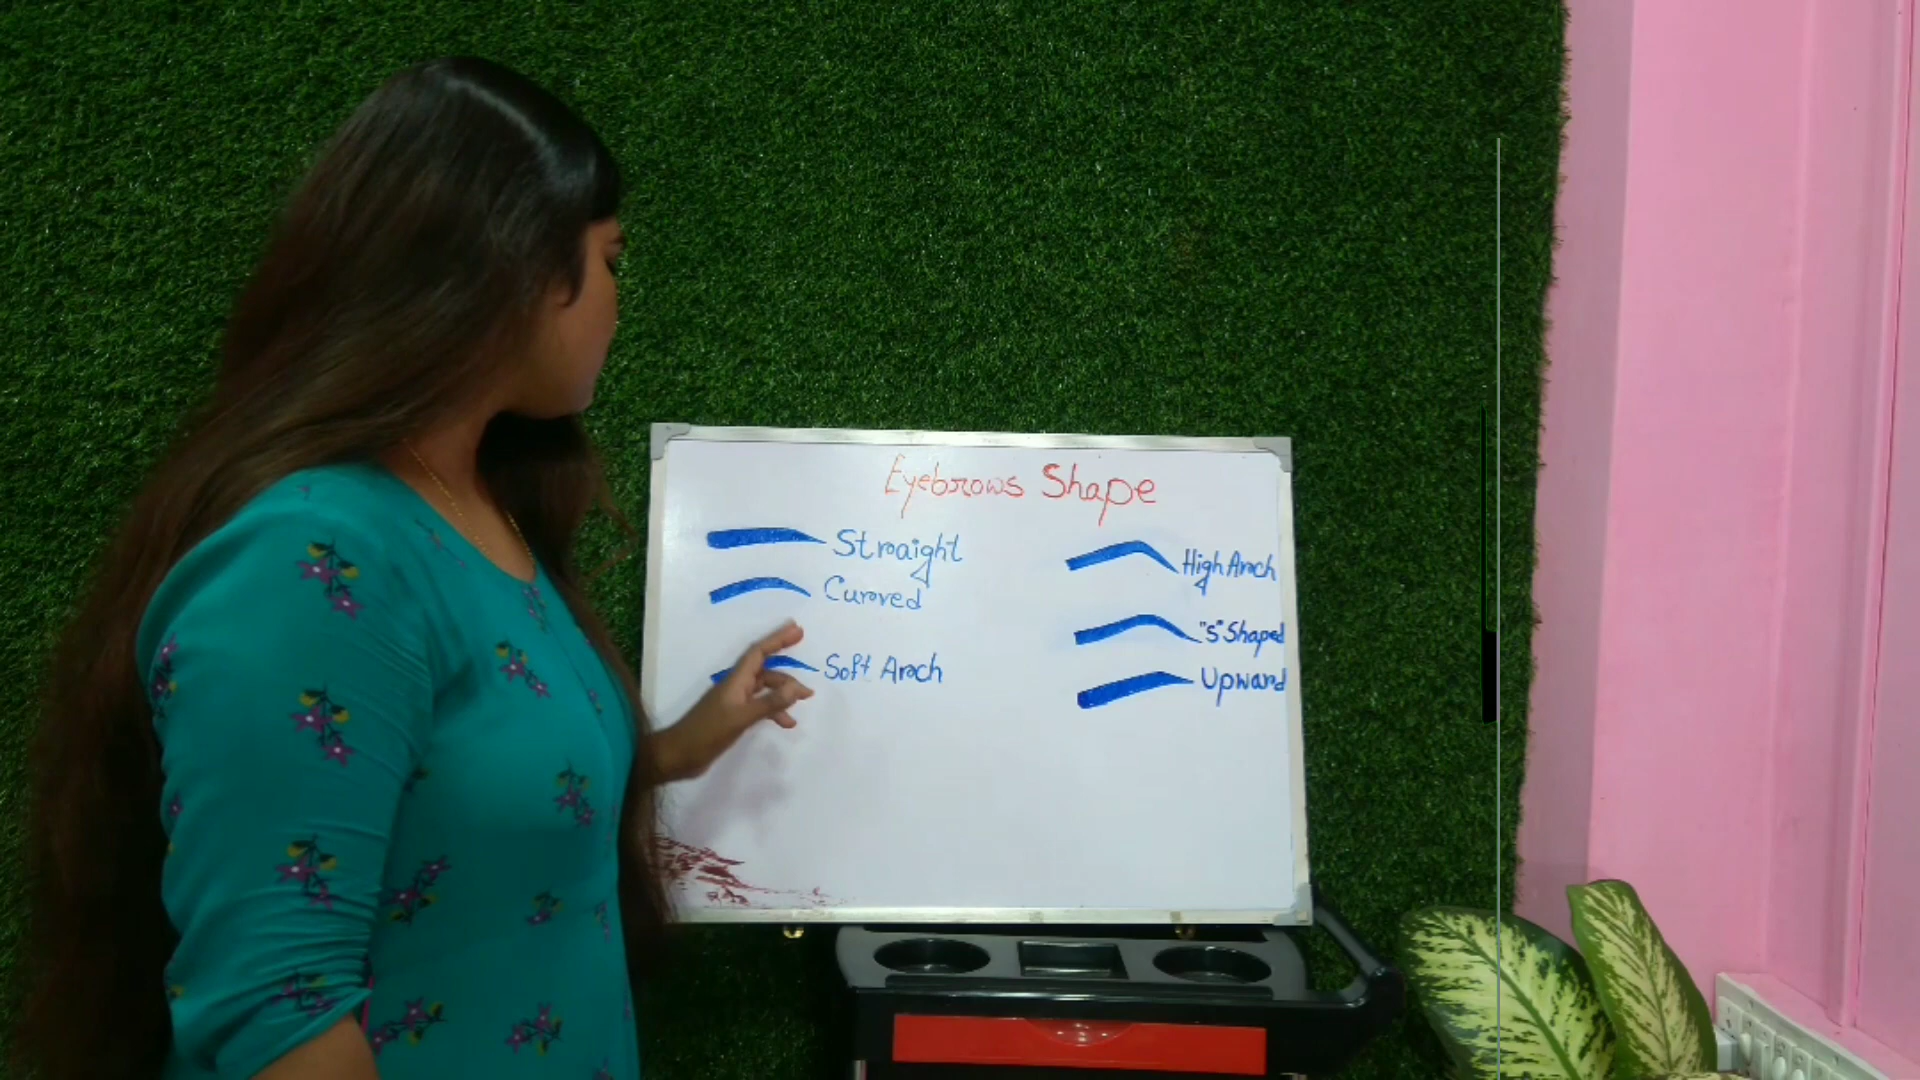 Eyebrows Shape
Straight
Curved
Soft Arch
High Arch
"S" Shaped
Upward